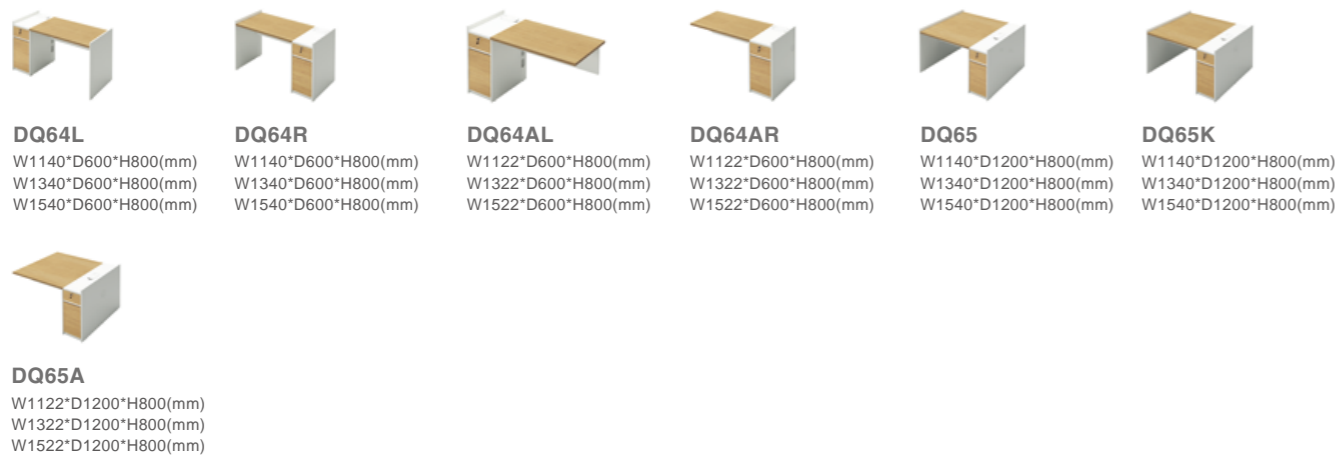 DQ64L
W1140*D600*H800(mm)
W1340*D600*H800(mm)
W1540*D600*H800(mm)
DQ64R
W1140*D600*H800(mm)
W1340*D600*H800(mm)
W1540*D600*H800(mm)
DQ64AL
W1122*D600*H800(mm)
W1322*D600*H800(mm)
W1522*D600*H800(mm)
DQ64AR
W1122*D600*H800(mm)
W1322*D600*H800(mm)
W1522*D600*H800(mm)
DQ65
W1140*D1200*H800(mm)
W1340*D1200*H800(mm)
W1540*D1200*H800(mm)
DQ65K
W1140*D1200*H800(mm)
W1340*D1200*H800(mm)
W1540*D1200*H800(mm)
DQ65A
W1122*D1200*H800(mm)
W1322*D1200*H800(mm)
W1522*D1200*H800(mm)